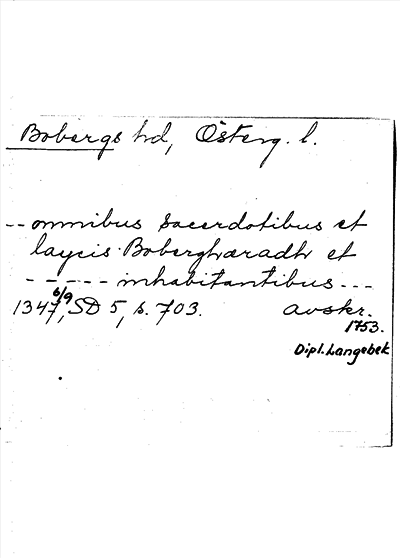 Bobergs hd, Österg. l.
-- omnibus sacerdotibus et
laycis Boberghæradh et
- - - - - inhabitantibus ---
1347 6/9, SD 5, s. 703. avskr.
1753.
Dipl. Langebek